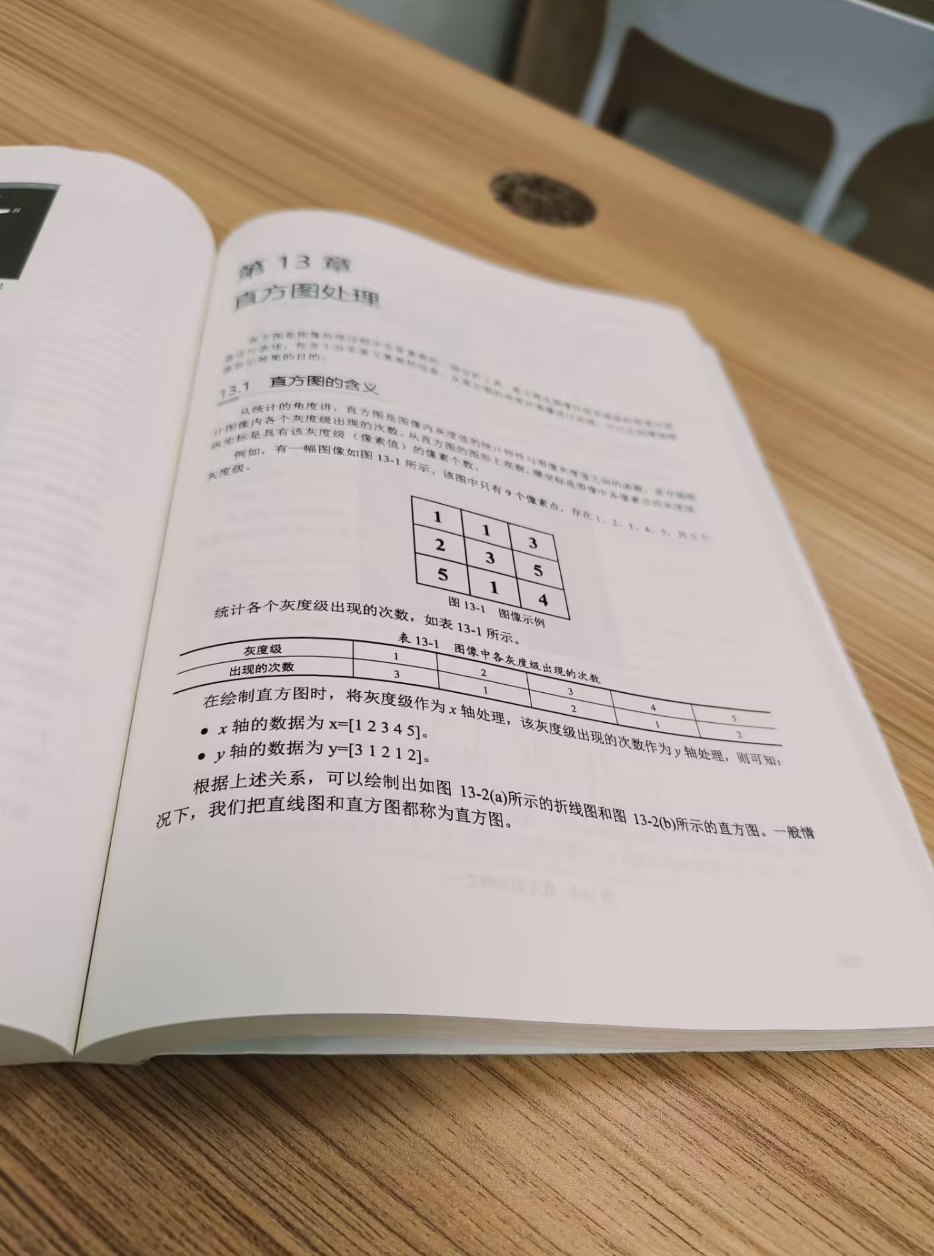 第 13 章
直方图处理
13.1 直方图的含义
从统计的角度讲,直方图是图像内灰度值的统计特性与图像灰度值之间的函数,直方图统
计图像内各个灰度级出现的次数。从直方图的图形上观察,横坐标是图像中各像素点的灰度级,
纵坐标是具有该灰度级(像素值)的像素个数。
例如,有一幅图像如图 13-1 所示。该图中只有 9 个像素点,存在 1、2、3、4、5,共 5 个
灰度级。
1 1 3
2 3 5
5 1 4
图 13-1 图像示例
统计各个灰度级出现的次数,如表 13-1 所示。
表 13-1 图像中各灰度级出现的次数
灰度级 1 2 3 4 5
出现的次数 3 1 2 1 2
在绘制直方图时,将灰度级作为 x 轴处理,该灰度级出现的次数作为 y 轴处理,则可知:
● x 轴的数据为 x=[1 2 3 4 5]。
● y 轴的数据为 y=[3 1 2 1 2]。
根据上述关系,可以绘制出如图 13-2(a)所示的折线图和图 13-2(b)所示的直方图。一般情
况下,我们把直线图和直方图都称为直方图。